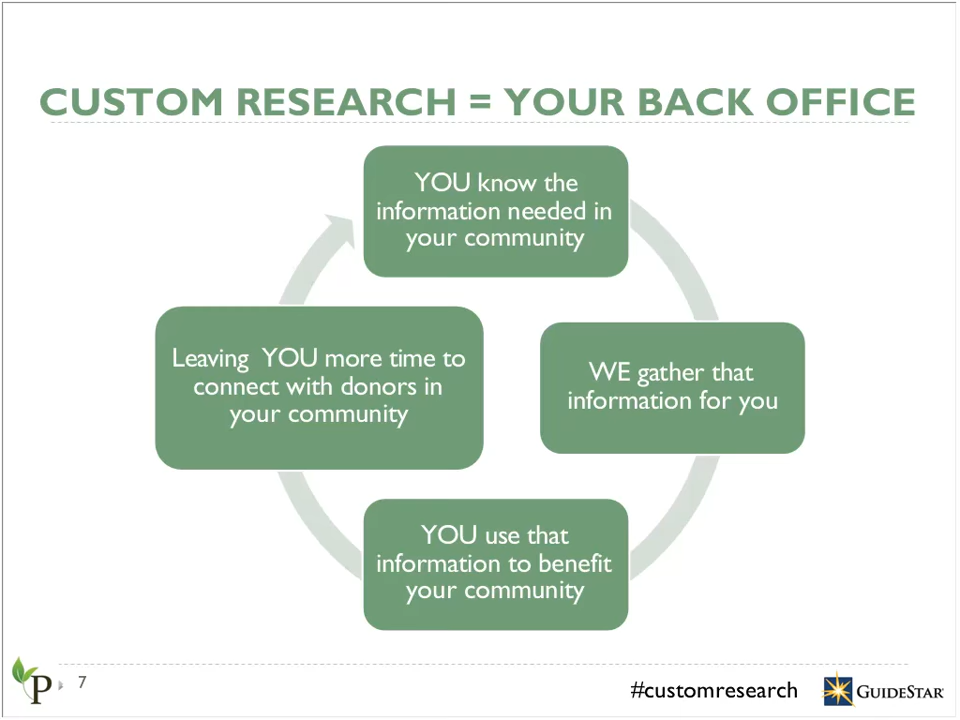 CUSTOM RESEARCH = YOUR BACK OFFICE
YOU know the
information needed in
your community
WE gather that
information for you
YOU use that
information to benefit
your community
Leaving YOU more time to
connect with donors in
your community
P
7
#customresearch
GUIDESTAR